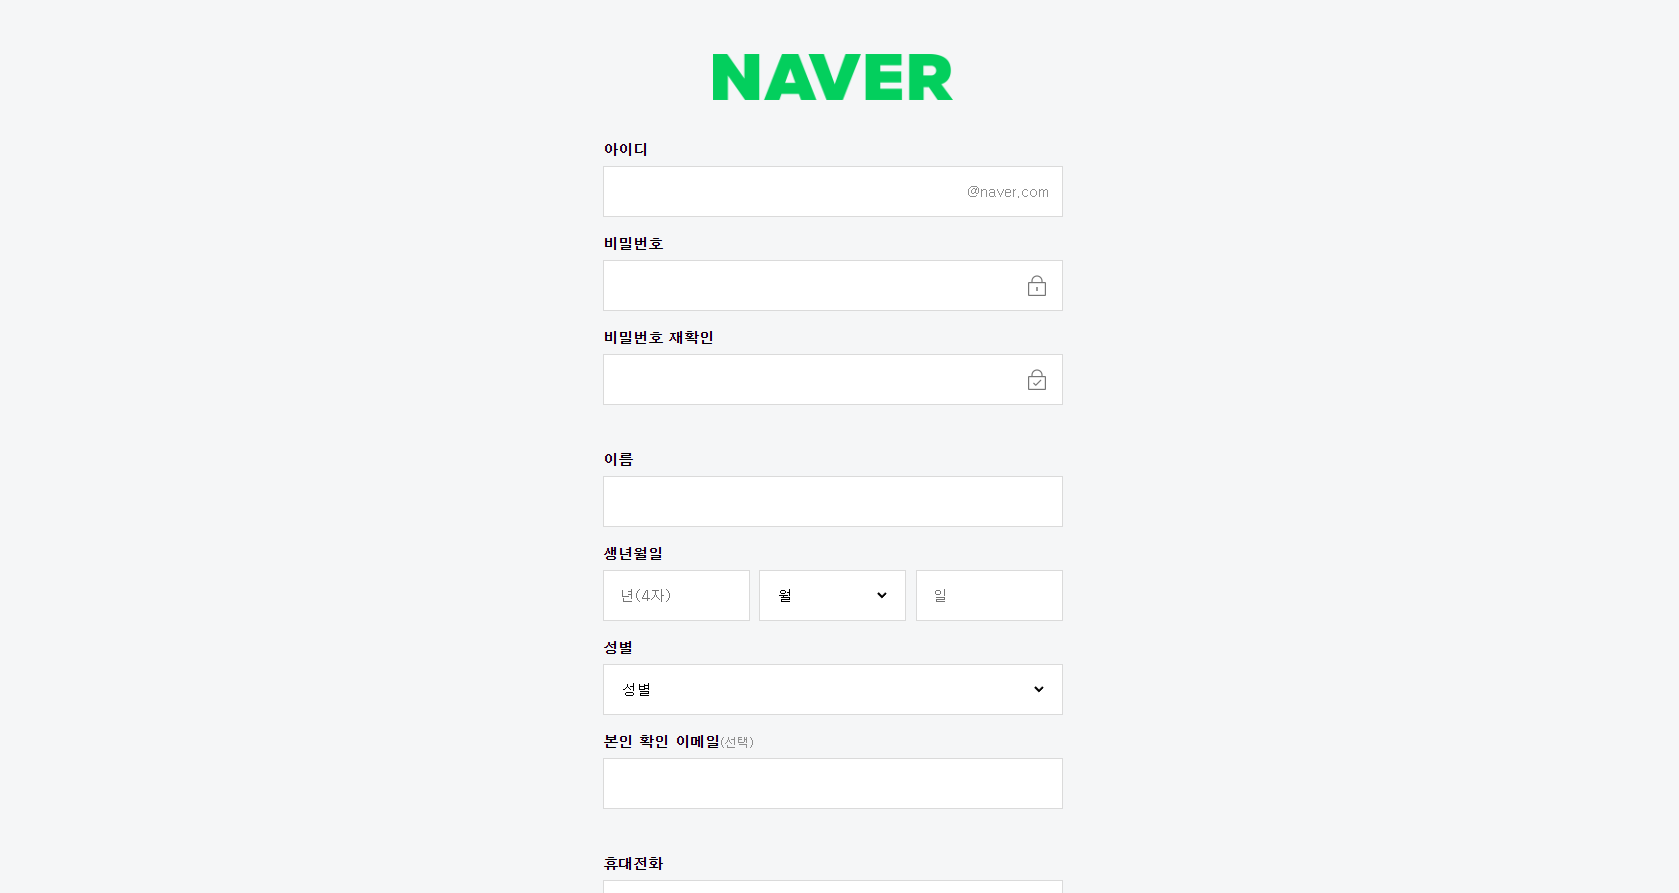 NAVER
아이디
@naver.com
비밀번호
비밀번호 재확인
이름
생년월일
년(4자) 월 일
성별
성별
본인 확인 이메일(선택)
휴대전화